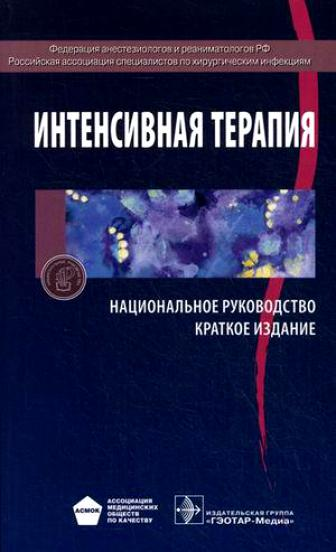 Федерация анестезиологов и реаниматологов РФ
Российская ассоциация специалистов по хирургическим инфекциям
ИНТЕНСИВНАЯ ТЕРАПИЯ
НАЦИОНАЛЬНОЕ РУКОВОДСТВО
КРАТКОЕ ИЗДАНИЕ
АСМОК
АССОЦИАЦИЯ
МЕДИЦИНСКИХ
ОБЩЕСТВ
ПО КАЧЕСТВУ
ИЗДАТЕЛЬСКАЯ ГРУППА
«ГЭОТАР-Медиа»